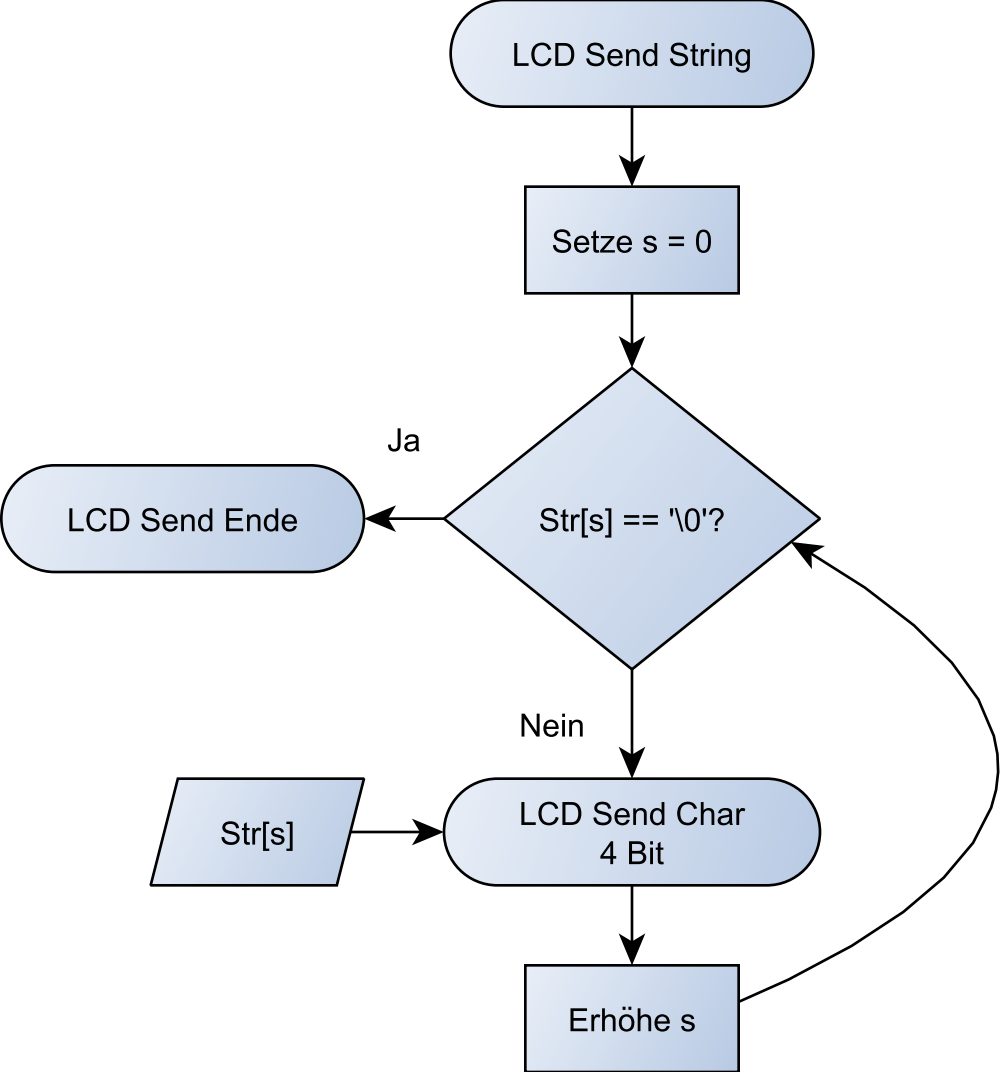 LCD Send String
Setze s = 0
Ja
LCD Send Ende
Str[s] == '\0'?
Nein
Str[s]
LCD Send Char
4 Bit
Erhöhe s